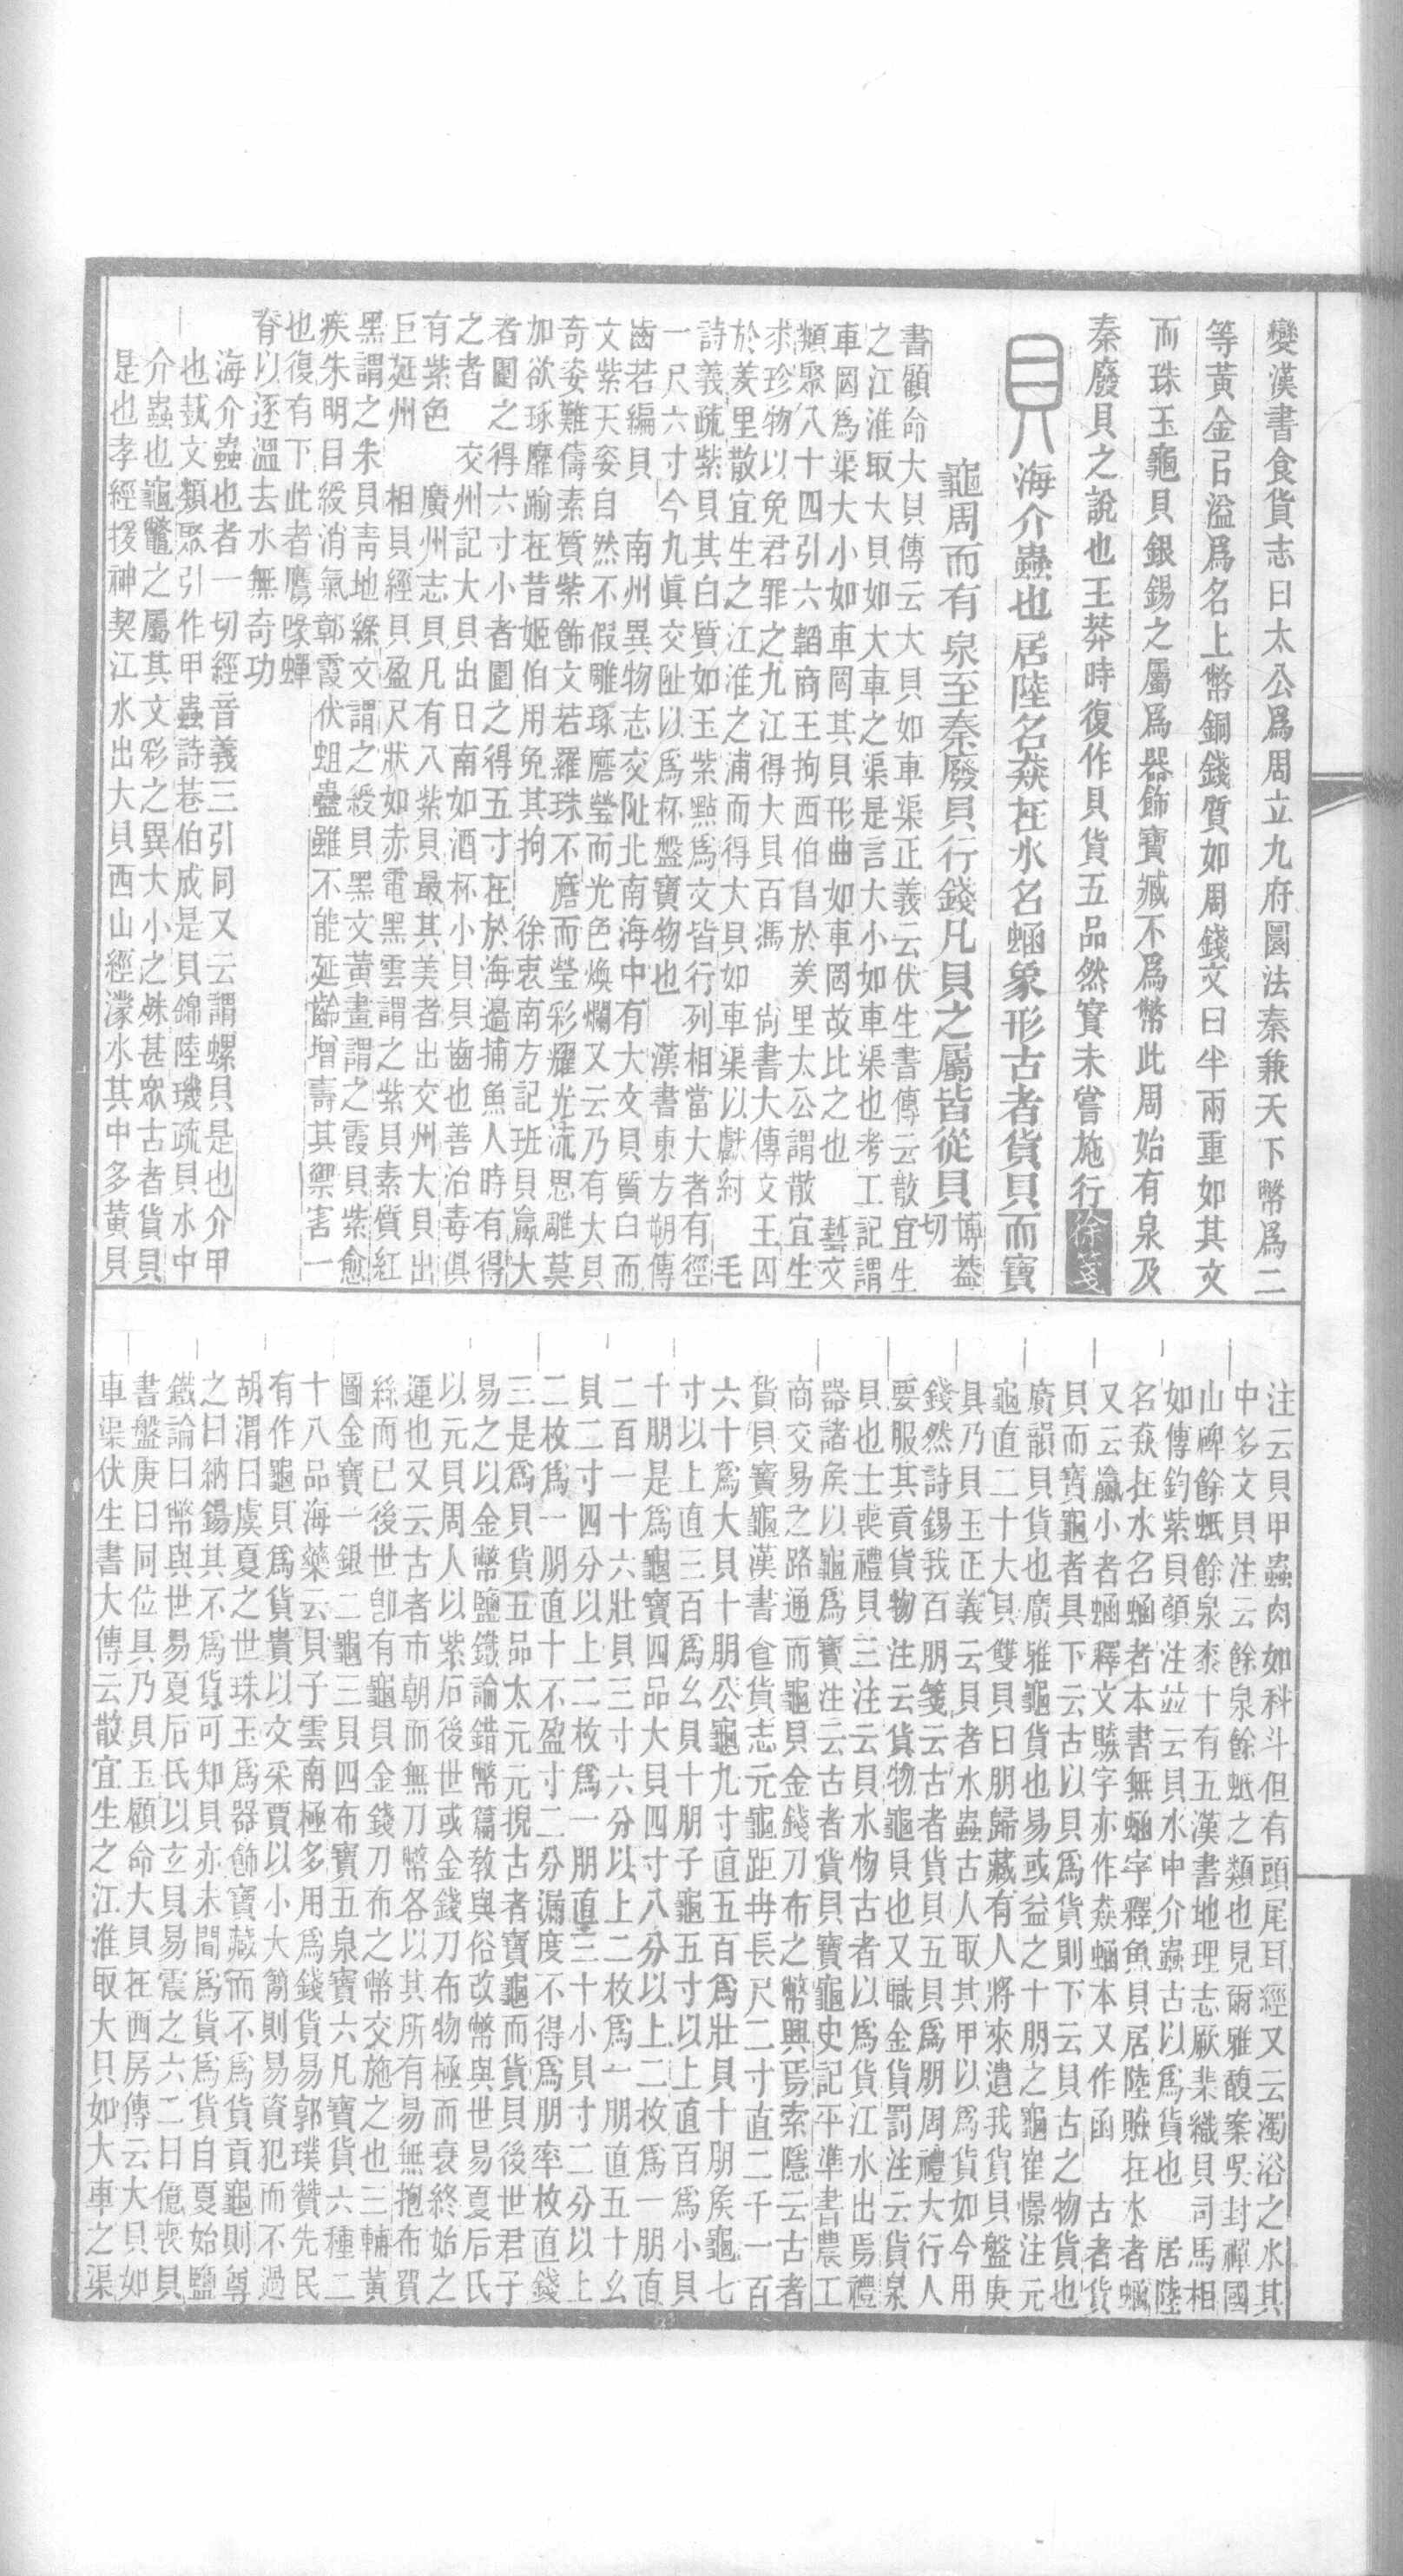 變漢書食貨志曰太公爲周立九府圜法秦兼天下幣爲二
等黃金㠯溢爲名上幣銅錢質如周錢文曰半兩重如其文
而珠玉龜貝銀錫之屬爲器飾寶臧不爲幣此周始有泉及
秦廢貝之說也王莽時復作貝貨五品然實未嘗施行徐箋
貝海介蟲也居陸名猋在水名蜬象形古者貨貝而寶
龜周而有泉至秦廢貝行錢凡貝之屬皆從貝博葢切
書顧命大貝傳云大貝如車渠正義云伏生書傳云散宜生
之江淮取大貝如大車之渠是言大小如車渠也考工記謂
車罔爲渠大小如車罔其貝形曲如車罔故比之也 藝文
類聚八十四引六韜商王拘西伯昌於羑里太公謂散宜生
求珍物以免君罪之九江得大貝百馮 尙書大傳文王囚
於羑里散宜生之江淮之浦而得大貝如車渠以獻紂 毛
詩義疏紫貝其白質如玉紫點爲文皆行列相當大者有徑
一尺六寸今九眞交阯以爲杯盤寶物也 漢書東方朔傳
齒若編貝 南州異物志交阯北南海中有大文貝質白而
文紫天姿自然不假雕琢磨瑩而光色煥爛又云乃有大貝
奇姿難儔素質紫飾文若羅珠不磨而瑩彩耀光流思雕莫
加欲琢靡踰在昔姬伯用免其拘 徐衷南方記班貝羸大
者圍之得六寸小者圍之得五寸在於海邊捕魚人時有得
之者 交州記大貝出日南如酒杯小貝貝齒也善治毒俱
有紫色 廣州志貝凡有八紫貝最其美者出交州大貝出
巨延州 相貝經貝盈尺狀如赤電黑雲謂之紫貝素質紅
黑謂之朱貝靑地綠文謂之綬貝黑文黃畫謂之霞貝紫愈
疾朱明目綬消氣鄣霞伏蛆蠱雖不能延齡增壽其禦害一
也復有下此者鷹喙蟬
脊以逐溫去水無奇功
海介蟲也者一切經音義三引同又云謂螺貝是也介甲
也蓺文類聚引作甲蟲詩巷伯成是貝錦陸璣疏貝水中
介蟲也龜鼈之屬其文彩之異大小之殊甚眾古者貨貝
是也孝經援神契江水出大貝西山經濛水其中多黃貝
注云貝甲蟲肉如科斗但有頭尾耳經又云濁浴之水其
中多文貝注云餘泉餘蚳之類也見爾雅馥案吳封禪國
山碑餘蚳餘泉桼十有五漢書地理志厥棐織貝司馬相
如傳釣紫貝顏注竝云貝水中介蟲古以爲貨也 居陸
名猋在水名蜬者本書無蜬字釋魚貝居陸贆在水者蜬
又云蠃小者蜬釋文贆字亦作猋蜬本又作函 古者貨
貝而寶龜者具下云古以貝爲貨則下云貝古之物貨也
廣韻貝貨也廣雅龜貨也易或益之十朋之龜崔憬注元
龜直二十大貝雙貝曰朋歸藏有人將來遺我貨貝盤庚
具乃貝玉正義云貝者水蟲古人取其甲以爲貨如今用
錢然詩錫我百朋箋云古者貨貝五貝爲朋周禮大行人
要服其貢貨物注云貨物龜貝也又職金貨罰注云貨泉
貝也士喪禮貝三注云貝水物古者以爲貨江水出焉禮
器諸矦以龜爲寶注云古者貨貝寶龜史記平準書農工
商交易之路通而龜貝金錢刀布之幣興焉索隱云古者
貨貝寶龜漢書食貨志元龜距冉長尺二寸直二千一百
六十爲大貝十朋公龜九寸直五百爲壯貝十朋矦龜七
寸以上直三百爲幺貝十朋子龜五寸以上直百爲小貝
十朋是爲龜寶四品大貝四寸八分以上二枚爲一朋直
二百一十六壯貝三寸六分以上二枚爲一朋直五十幺
貝二寸四分以上二枚爲一朋直三十小貝寸二分以上
二枚爲一朋直十不盈寸二分漏度不得爲朋率枚直錢
三是爲貝貨五品太元元掜古者寶龜而貨貝後世君子
易之以金幣鹽鐵論錯幣篇敎與俗改幣與世易夏后氏
以元貝周人以紫石後世或金錢刀布物極而衰終始之
運也又云古者市朝而無刀幣各以其所有易無抱布貿
絲而已後世卽有龜貝金錢刀布之幣交施之也三輔黃
圖金寶一銀二龜三貝四布寶五泉寶六凡寶貨六種二
十八品海藥云貝子雲南極多用爲錢貨易郭璞贊先民
有作龜貝爲貨貴以文采賈以小大簡則易資犯而不過
胡渭曰虞夏之世珠玉爲器飾寶藏而不爲貨貢龜則尊
之曰納錫其不爲貨可知貝亦未聞爲貨爲貨自夏始鹽
鐵論曰幣與世易夏后氏以立貝易震之六二曰億喪貝
書盤庚曰同位具乃貝玉顧命大貝在西房傳云大貝如
車渠伏生書大傳云散宜生之江淮取大貝如大車之渠